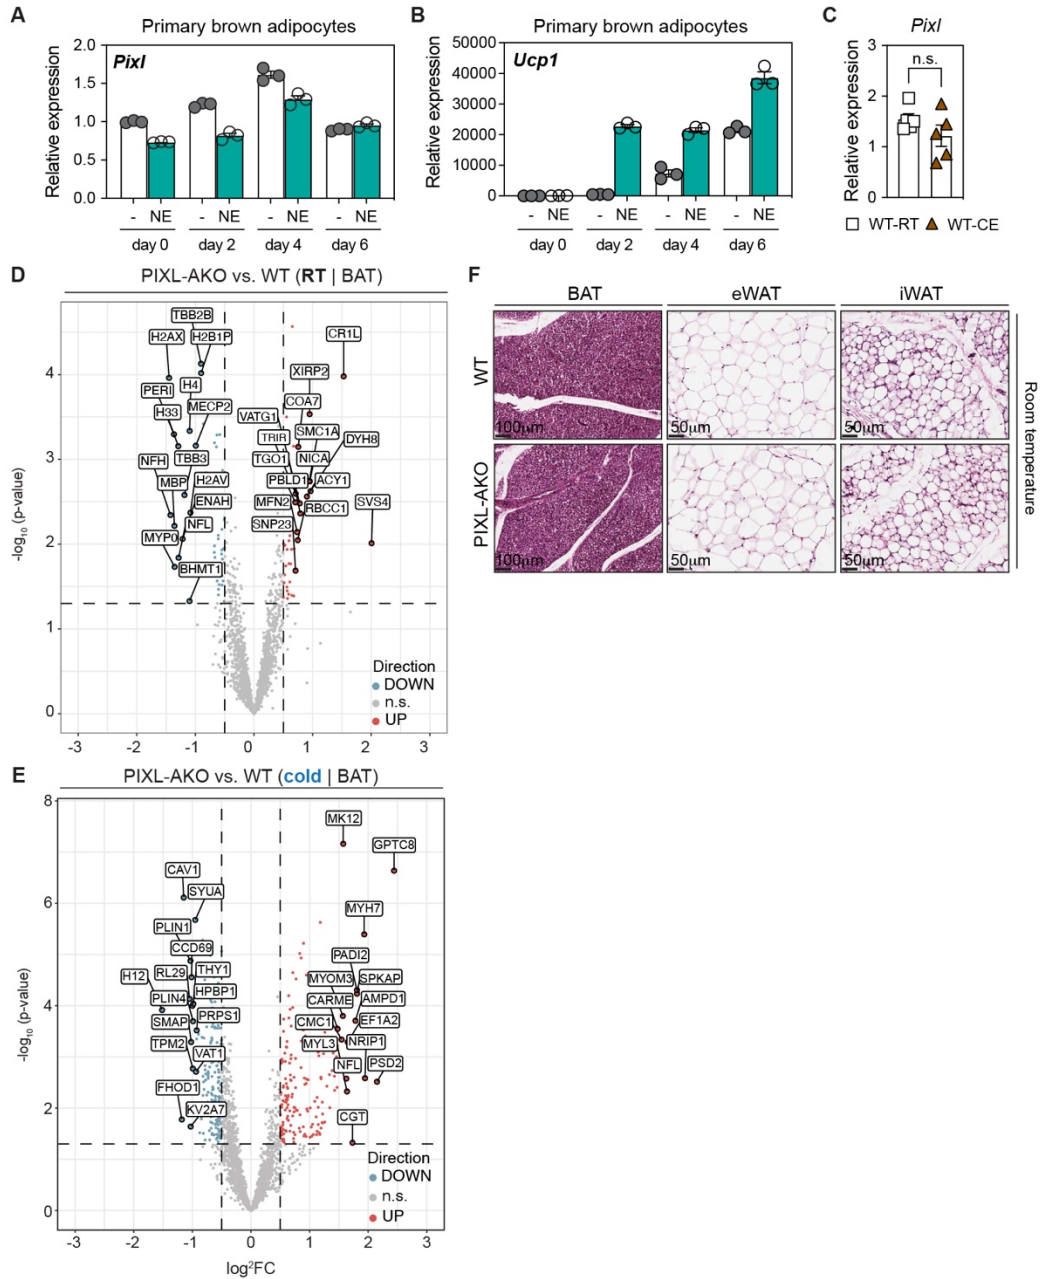 A
Primary brown adipocytes
Pixl
Relative expression
2.0
1.5
1.0
0.5
0.0
- NE - NE - NE - NE
day 0 day 2 day 4 day 6
B
Primary brown adipocytes
Ucp1
Relative expression
50000
40000
30000
20000
10000
0
- NE - NE - NE - NE
day 0 day 2 day 4 day 6
C
Pixl
n.s.
Relative expression
3
2
1
0
WT-RT WT-CE
D
PIXL-AKO vs. WT (RT | BAT)
TBB2B
H2AX H2B1P
CR1L
PERI H4
XIRP2
H33 MECP2
COA7
VATG1
SMC1A
TRIR DYH8
NFH TBB3
TGO1 NICA
MBP H2AV
PBLD1 ACY1
ENAH
MFN2 RBCC1 SVS4
NFL
SNP23
MYP0
BHMT1
-log10 (p-value)
4
3
2
1
0
Direction
DOWN
n.s.
UP
-3 -2 -1 0 1 2 3
E
PIXL-AKO vs. WT (cold | BAT)
MK12
GPTC8
CAV1
SYUA
MYH7
PLIN1
CCD69
PADI2
H12 RL29 THY1
MYOM3 SPKAP
PLIN4 HPBP1
CARME AMPD1
SMAP PRPS1
CMC1 EF1A2
TPM2 VAT1
MYL3 NRIP1
NFL PSD2
FHOD1
KV2A7
CGT
-log10 (p-value)
8
6
4
2
0
Direction
DOWN
n.s.
UP
-3 -2 -1 0 1 2 3
log2FC
F
BAT eWAT iWAT
WT
100μm 50μm 50μm
PIXL-AKO
100μm 50μm 50μm
Room temperature